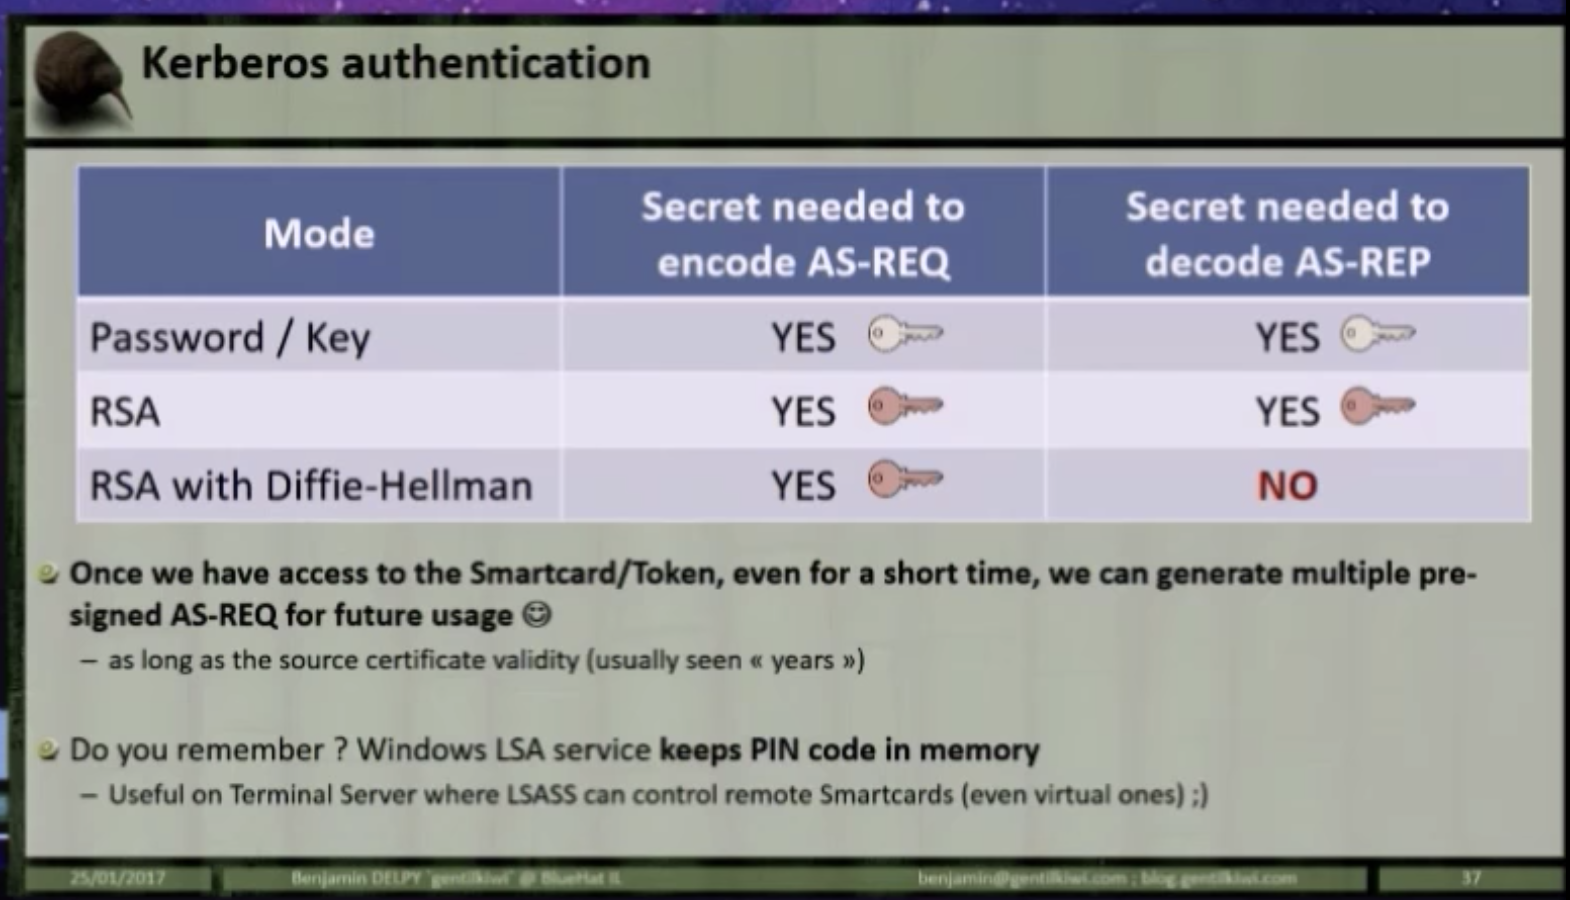 Kerberos authentication
Mode
Secret needed to
encode AS-REQ
Secret needed to
decode AS-REP
Password / Key
YES
YES
RSA
YES
YES
RSA with Diffie-Hellman
YES
NO
Once we have access to the Smartcard/Token, even for a short time, we can generate multiple pre-
signed AS-REQ for future usage ☺
– as long as the source certificate validity (usually seen « years »)
Do you remember ? Windows LSA service keeps PIN code in memory
– Useful on Terminal Server where LSASS can control remote Smartcards (even virtual ones) ;)
25/01/2017
Benjamin DELPY `gentilkiwi` @ BlueHat IL
benjamin@gentilkiwi.com ; blog.gentilkiwi.com
37